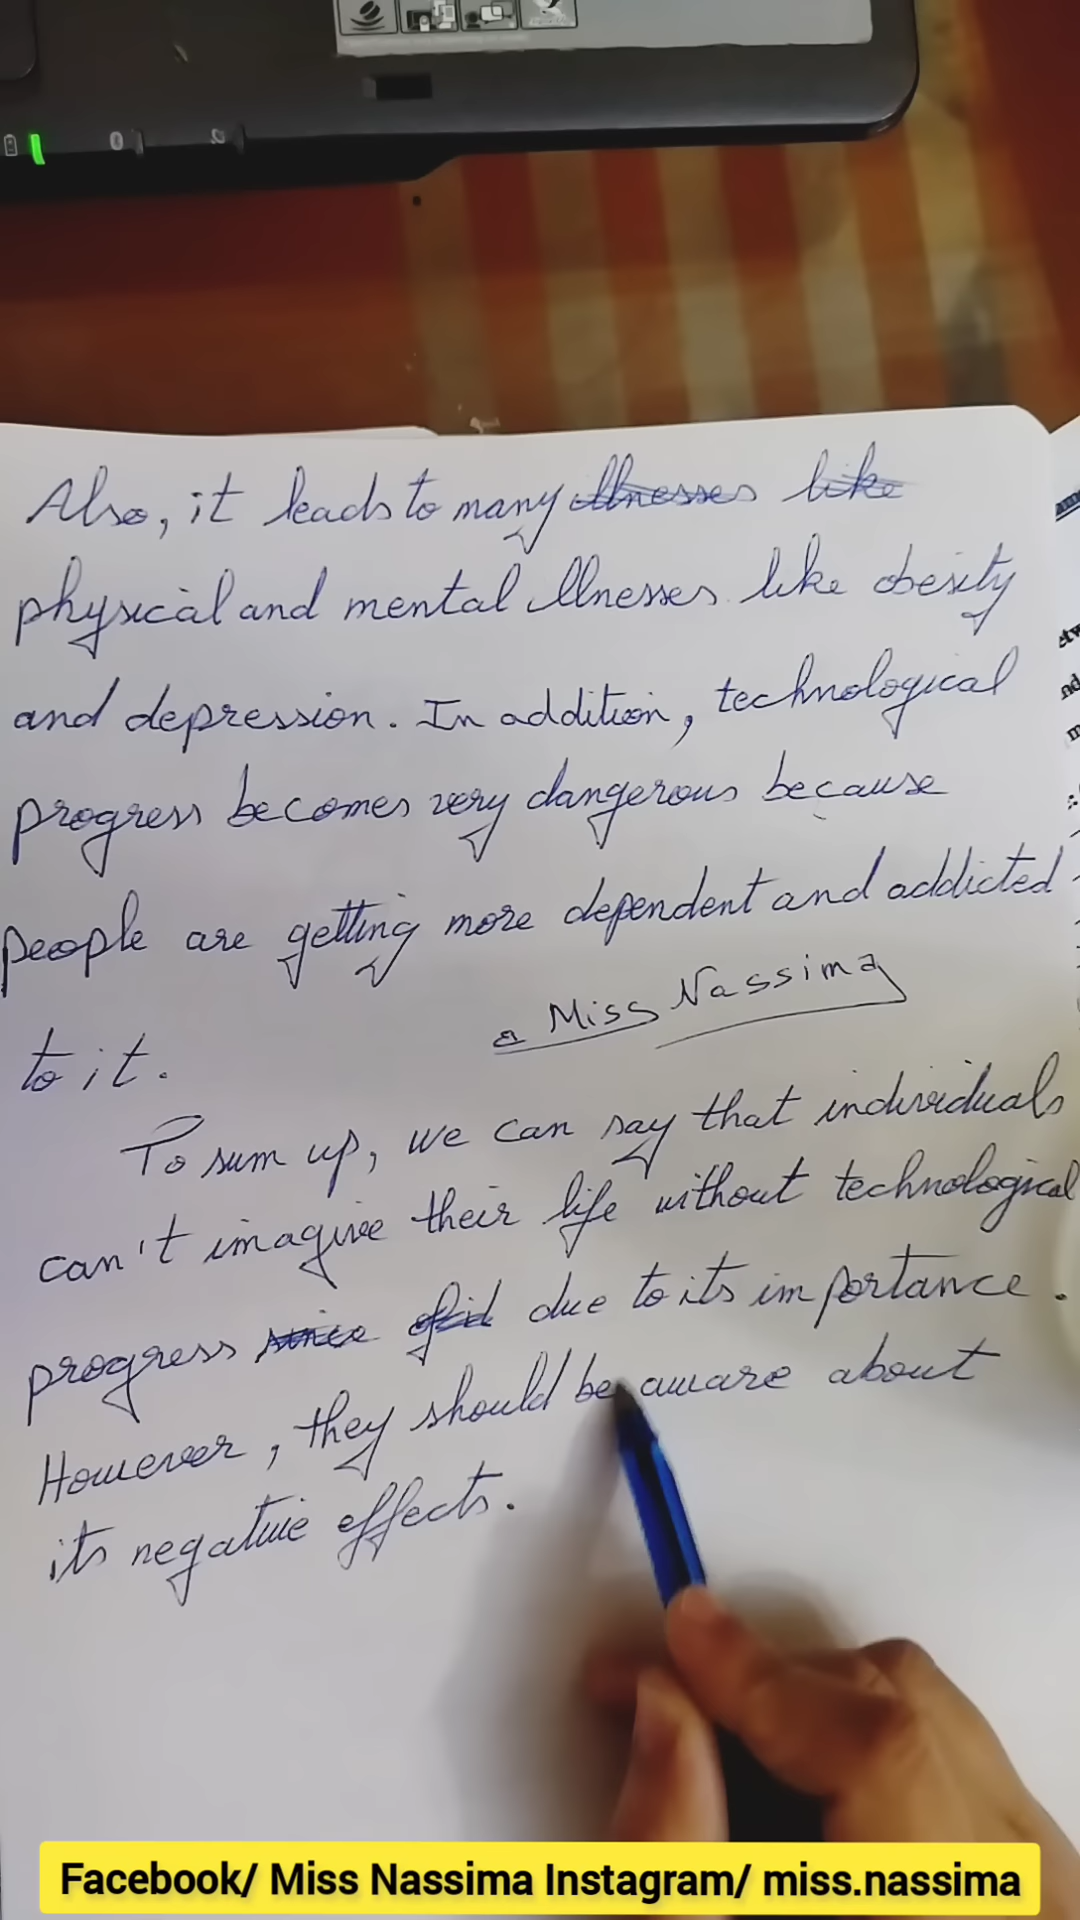 Also, it leads to many illnesses like
physical and mental illnesses like obesity
and depression. In addition, technological
progress becomes very dangerous because
people are getting more dependent and addicted
Miss Nassima
to it.
To sum up, we can say that individuals
can't imagine their life without technological
progress since due to its importance.
However, they should be aware about
its negative effects.
Facebook/ Miss Nassima Instagram/ miss.nassima